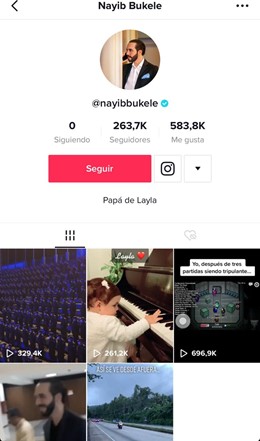 Nayib Bukele
@nayibbukele
0 263,7K 583,8K
Siguiendo Seguidores Me gusta
Seguir
Papá de Layla
Layla
Yo, después de tres
partidas siendo tripulante...
329,4K 261,2K 696,9K
ASÍ SE VE DESDE AFUERA...